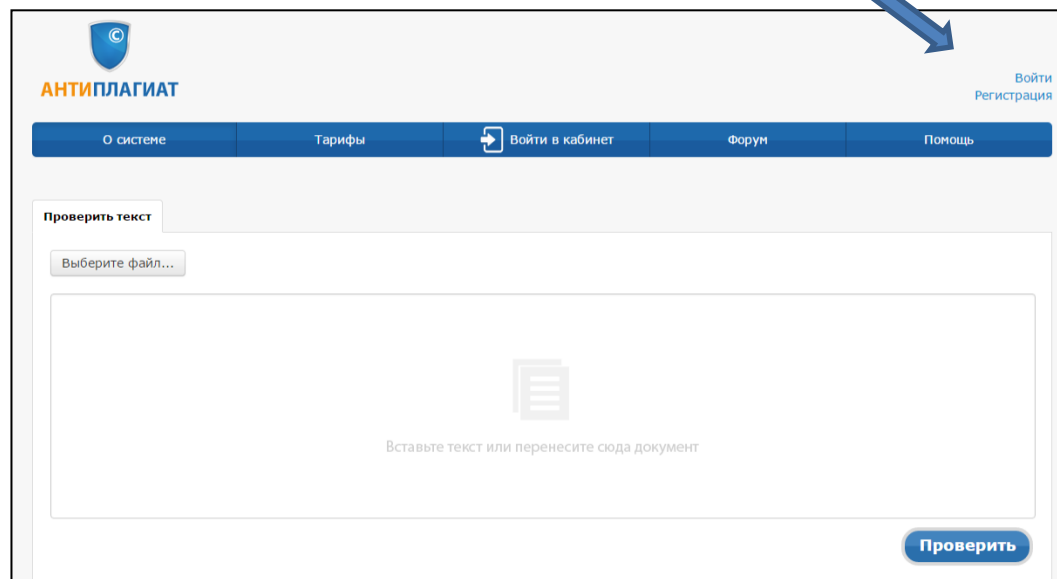 ©
АНТИПЛАГИАТ
Войти
Регистрация
О системе Тарифы Войти в кабинет Форум Помощь
Проверить текст
Выберите файл...
Вставьте текст или перенесите сюда документ
Проверить